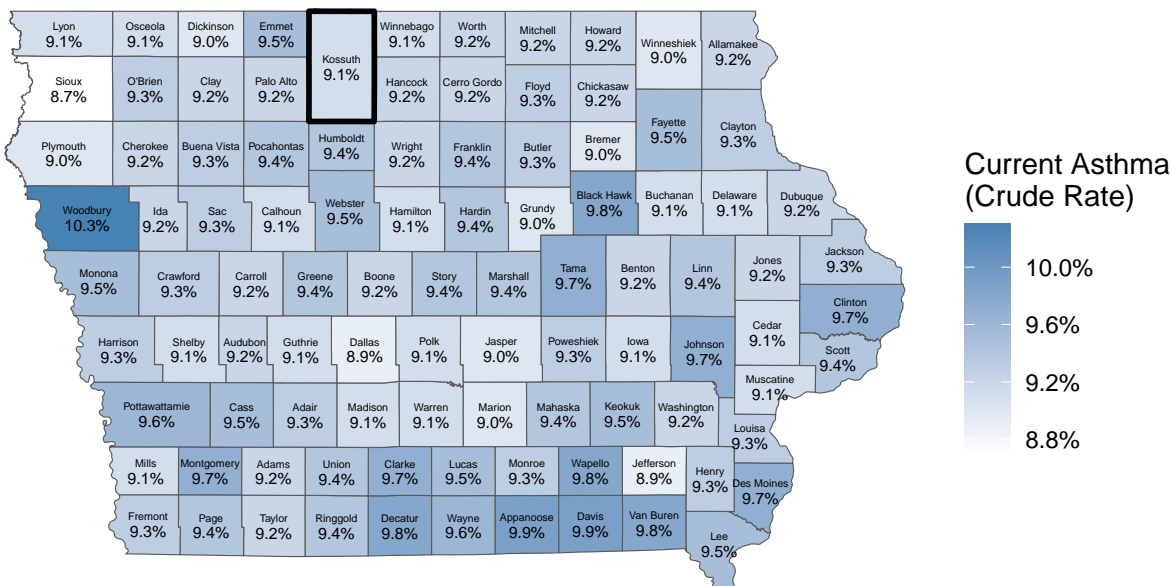 Lyon
9.1%
Osceola
9.1%
Dickinson
9.0%
Emmet
9.5%
Kossuth
9.1%
Winnebago
9.1%
Worth
9.2%
Mitchell
9.2%
Howard
9.2%
Winneshiek
9.0%
Allamakee
9.2%
Sioux
8.7%
O'Brien
9.3%
Clay
9.2%
Palo Alto
9.2%
Hancock
9.2%
Cerro Gordo
9.2%
Floyd
9.3%
Chickasaw
9.2%
Fayette
9.5%
Clayton
9.3%
Plymouth
9.0%
Cherokee
9.2%
Buena Vista
9.3%
Pocahontas
9.4%
Humboldt
9.4%
Wright
9.2%
Franklin
9.4%
Butler
9.3%
Bremer
9.0%
Woodbury
10.3%
Ida
9.2%
Sac
9.3%
Calhoun
9.1%
Webster
9.5%
Hamilton
9.1%
Hardin
9.4%
Grundy
9.0%
Black Hawk
9.8%
Buchanan
9.1%
Delaware
9.1%
Dubuque
9.2%
Monona
9.5%
Crawford
9.3%
Carroll
9.2%
Greene
9.4%
Boone
9.2%
Story
9.4%
Marshall
9.4%
Tama
9.7%
Benton
9.2%
Linn
9.4%
Jones
9.2%
Jackson
9.3%
Clinton
9.7%
Harrison
9.3%
Shelby
9.1%
Audubon
9.2%
Guthrie
9.1%
Dallas
8.9%
Polk
9.1%
Jasper
9.0%
Poweshiek
9.3%
Iowa
9.1%
Johnson
9.7%
Cedar
9.1%
Scott
9.4%
Muscatine
9.1%
Pottawattamie
9.6%
Cass
9.5%
Adair
9.3%
Madison
9.1%
Warren
9.1%
Marion
9.0%
Mahaska
9.4%
Keokuk
9.5%
Washington
9.2%
Louisa
9.3%
Mills
9.1%
Montgomery
9.7%
Adams
9.2%
Union
9.4%
Clarke
9.7%
Lucas
9.5%
Monroe
9.3%
Wapello
9.8%
Jefferson
8.9%
Henry
9.3%
Des Moines
9.7%
Fremont
9.3%
Page
9.4%
Taylor
9.2%
Ringgold
9.4%
Decatur
9.8%
Wayne
9.6%
Appanoose
9.9%
Davis
9.9%
Van Buren
9.8%
Lee
9.5%
Current Asthma
(Crude Rate)
10.0%
9.6%
9.2%
8.8%